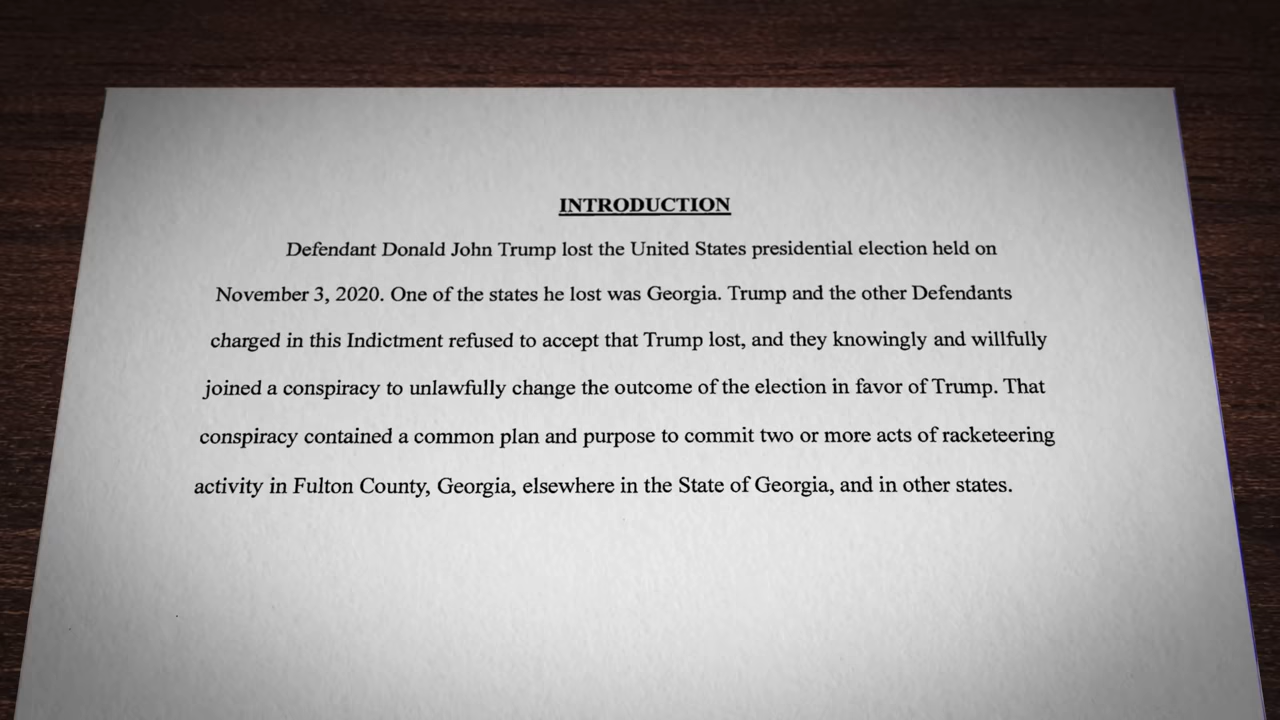 INTRODUCTION
Defendant Donald John Trump lost the United States presidential election held on
November 3, 2020. One of the states he lost was Georgia. Trump and the other Defendants
charged in this Indictment refused to accept that Trump lost, and they knowingly and willfully
joined a conspiracy to unlawfully change the outcome of the election in favor of Trump. That
conspiracy contained a common plan and purpose to commit two or more acts of racketeering
activity in Fulton County, Georgia, elsewhere in the State of Georgia, and in other states.